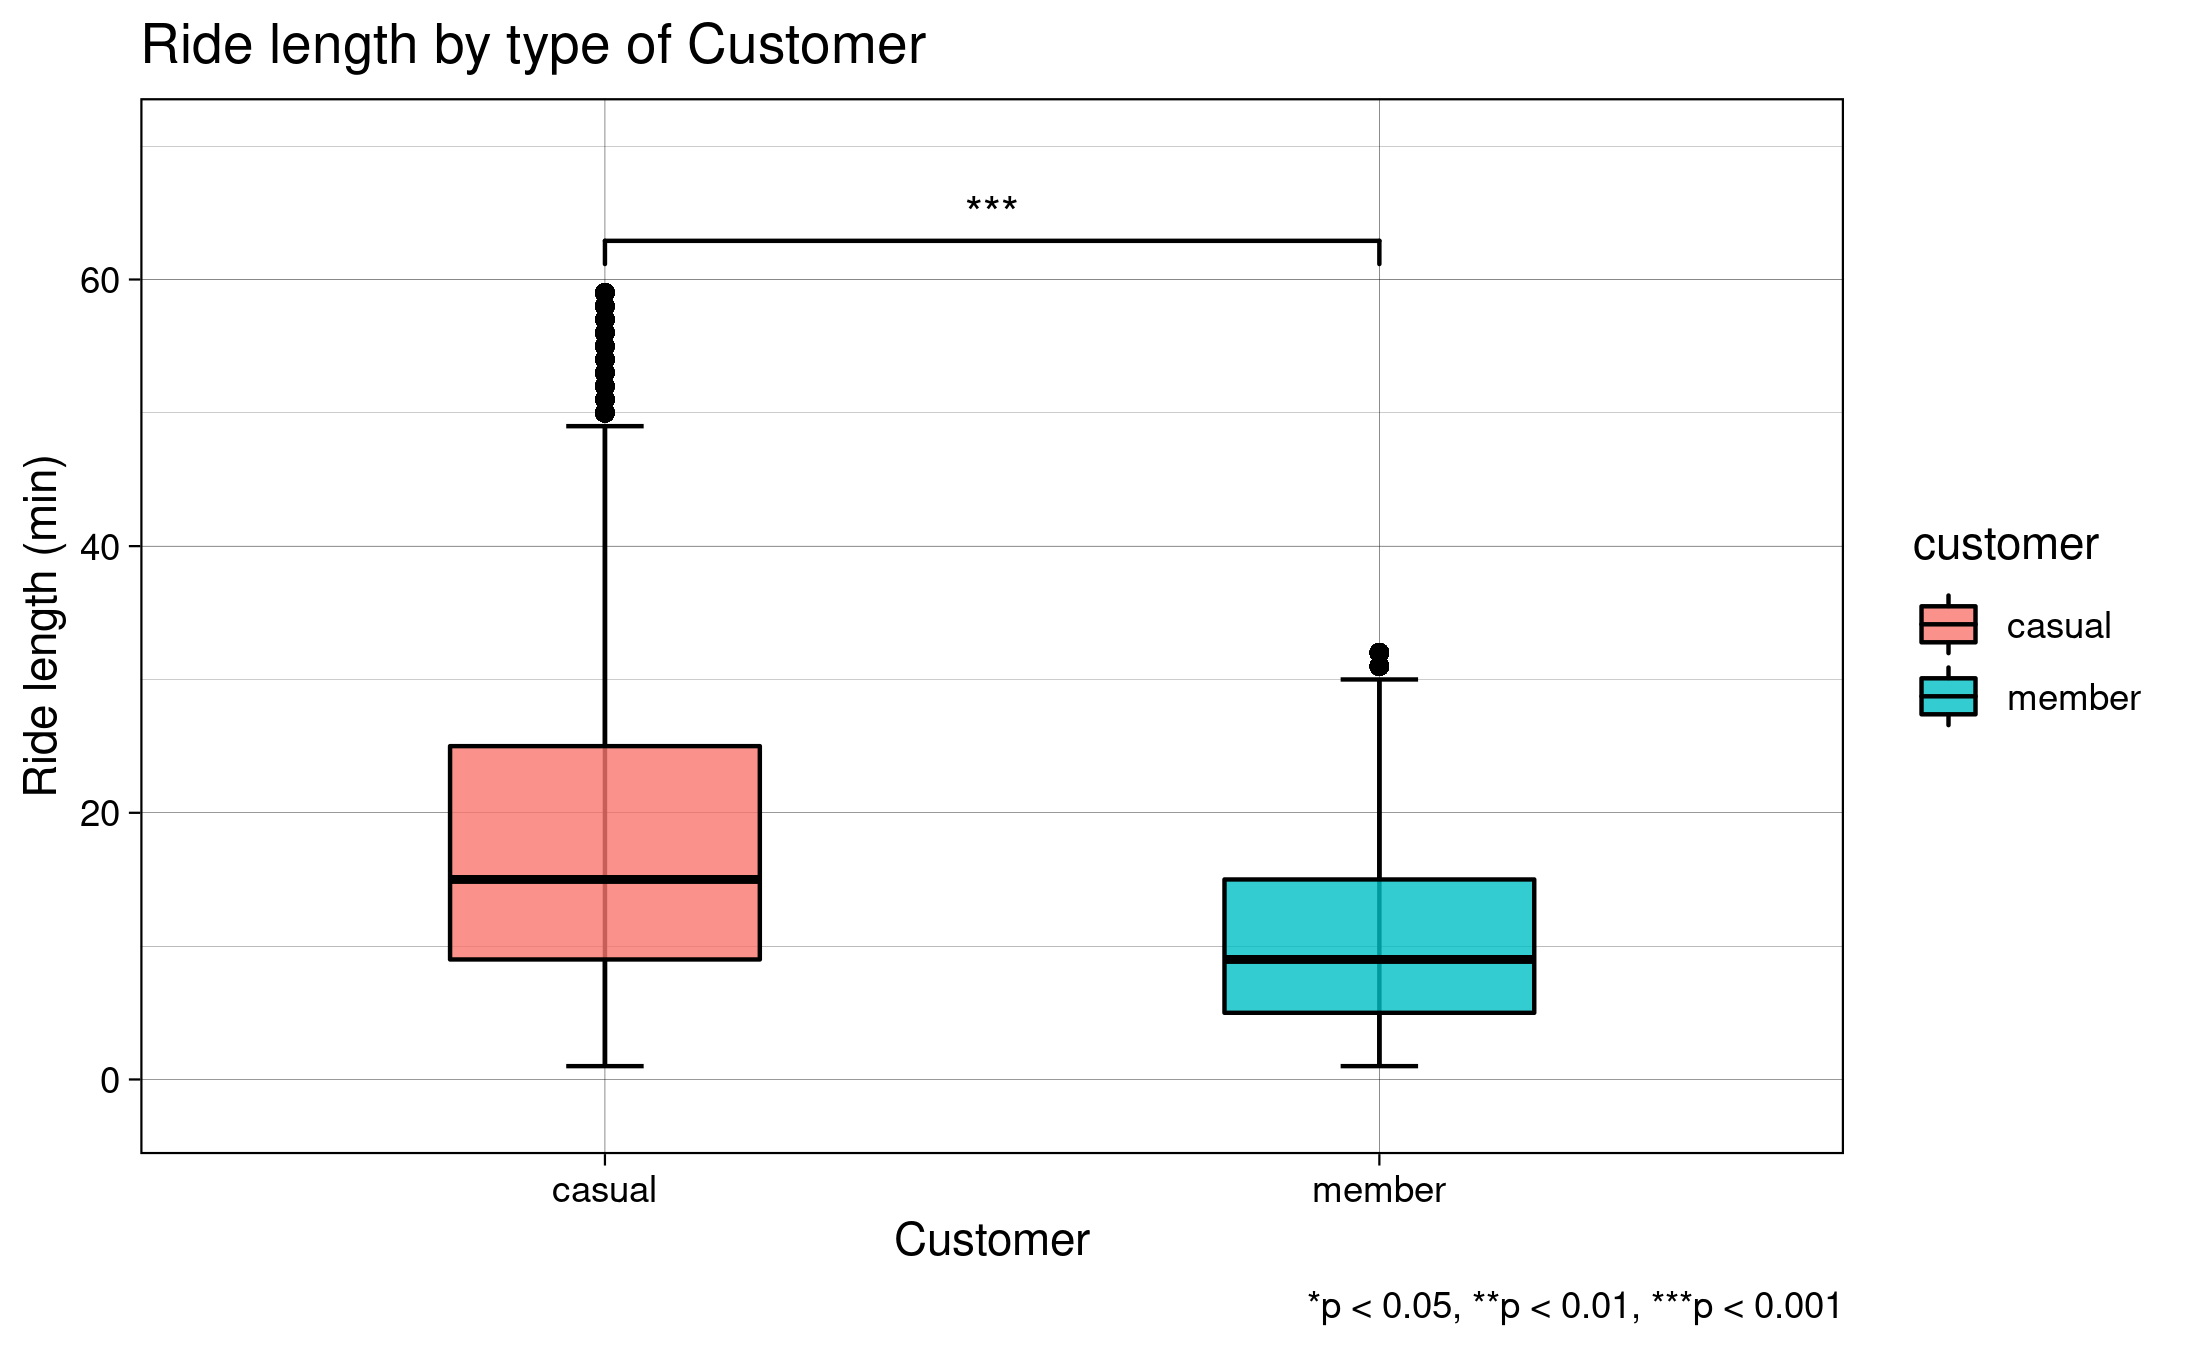 Ride length by type of Customer
***
60
40
20
0
Ride length (min)
casual
member
Customer
customer
casual
member
*p < 0.05, **p < 0.01, ***p < 0.001